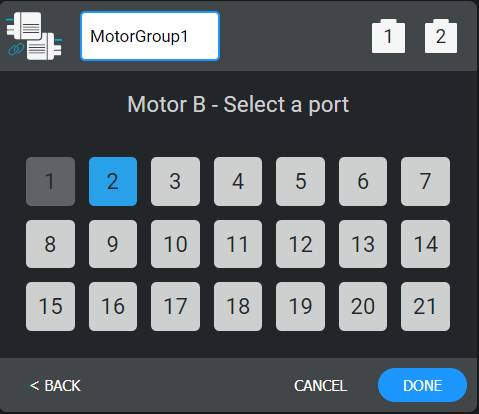 MotorGroup1 1 2
Motor B - Select a port
1 2 3 4 5 6 7
8 9 10 11 12 13 14
15 16 17 18 19 20 21
< BACK CANCEL DONE